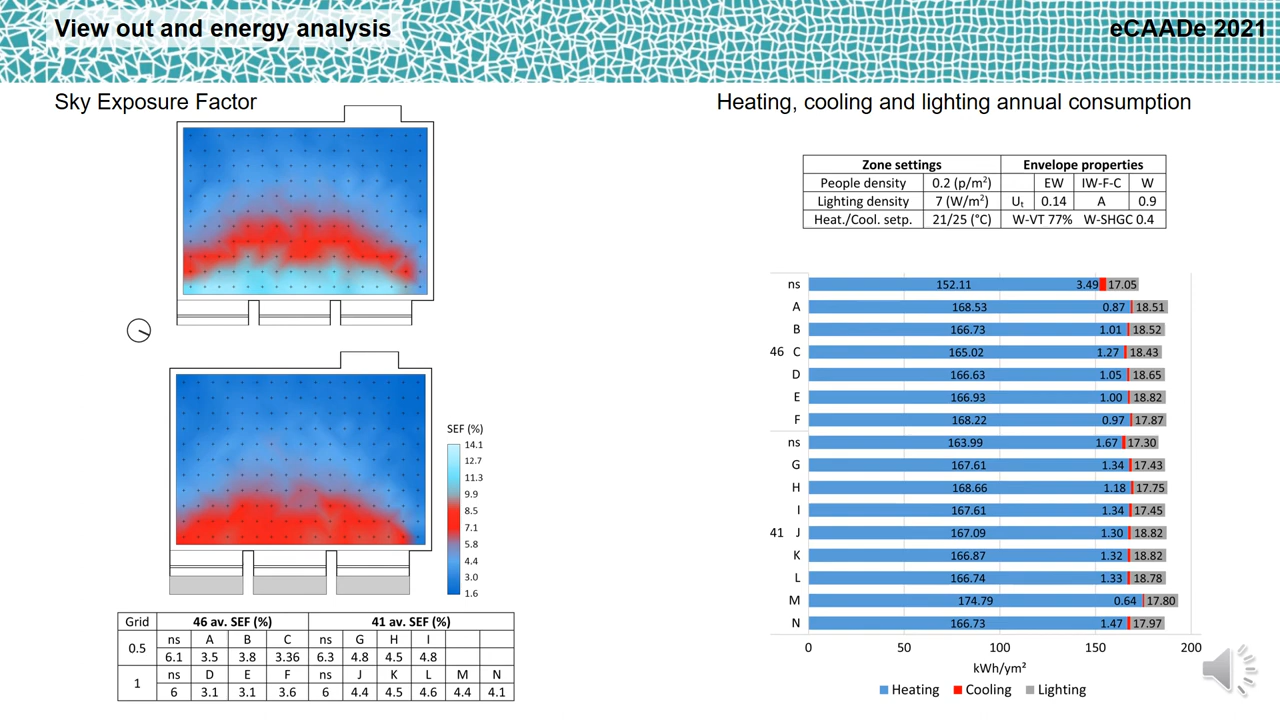 View out and energy analysis
eCAADe 2021
Sky Exposure Factor
SEF (%)
14.1
12.7
11.3
9.9
8.5
7.1
5.8
4.4
3.0
1.6
Grid 46 av. SEF (%) 41 av. SEF (%)
0.5 ns A B C ns G H I
6.1 3.5 3.8 3.36 6.3 4.8 4.5 4.8
1 ns D E F ns J K L M N
6 3.1 3.1 3.6 6 4.4 4.5 4.6 4.4 4.1
Heating, cooling and lighting annual consumption
Zone settings Envelope properties
People density 0.2 (p/m²) EW IW-F-C W
Lighting density 7 (W/m²) Uₜ 0.14 A 0.9
Heat./Cool. setp. 21/25 (°C) W-VT 77% W-SHGC 0.4
ns 152.11 3.49 17.05
A 168.53 0.87 18.51
B 166.73 1.01 18.52
46 C 165.02 1.27 18.43
D 166.63 1.05 18.65
E 166.93 1.00 18.82
F 168.22 0.97 17.87
ns 163.99 1.67 17.30
G 167.61 1.34 17.43
H 168.66 1.18 17.75
I 167.61 1.34 17.45
41 J 167.09 1.30 18.82
K 166.87 1.32 18.82
L 166.74 1.33 18.78
M 174.79 0.64 17.80
N 166.73 1.47 17.97
0 50 100 150 200
kWh/ym²
Heating Cooling Lighting